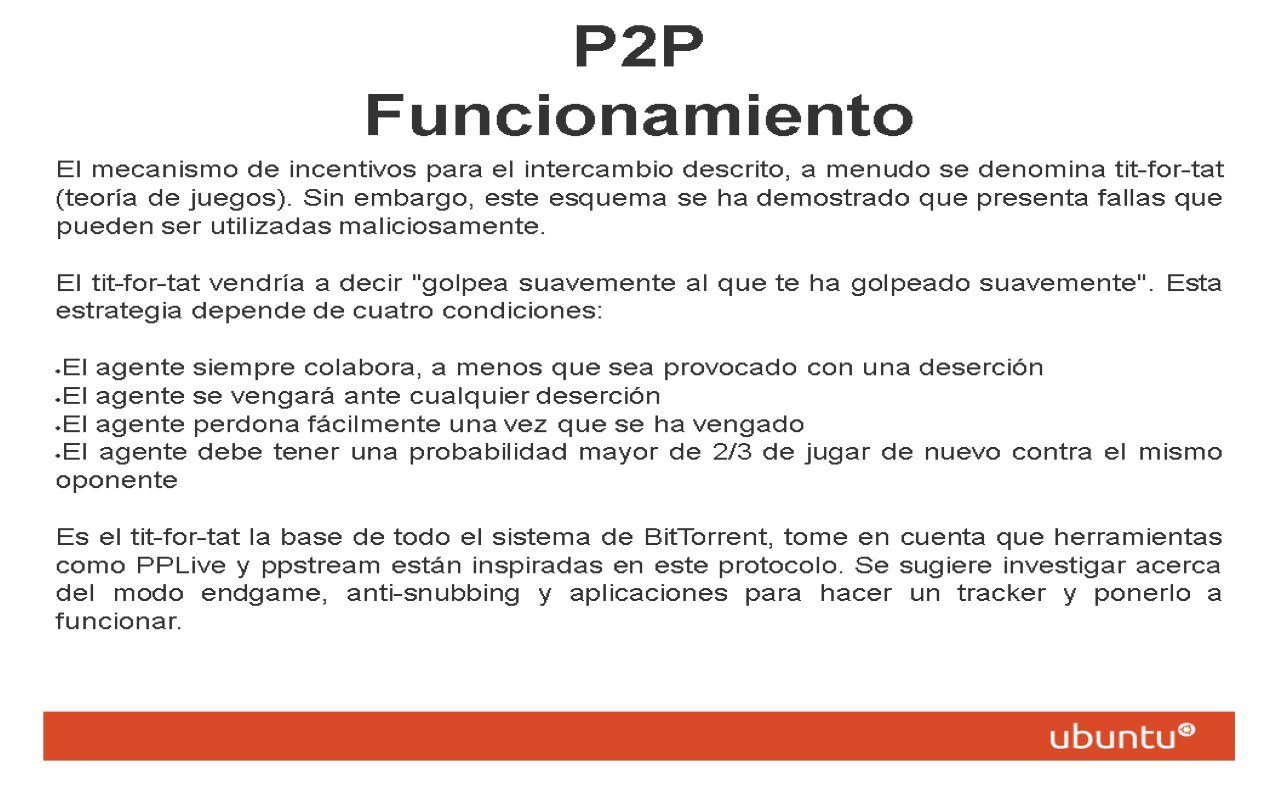 P2P
Funcionamiento
El mecanismo de incentivos para el intercambio descrito, a menudo se denomina tit-for-tat
(teoría de juegos). Sin embargo, este esquema se ha demostrado que presenta fallas que
pueden ser utilizadas maliciosamente.
El tit-for-tat vendría a decir "golpea suavemente al que te ha golpeado suavemente". Esta
estrategia depende de cuatro condiciones:
•El agente siempre colabora, a menos que sea provocado con una deserción
•El agente se vengará ante cualquier deserción
•El agente perdona fácilmente una vez que se ha vengado
•El agente debe tener una probabilidad mayor de 2/3 de jugar de nuevo contra el mismo
oponente
Es el tit-for-tat la base de todo el sistema de BitTorrent, tome en cuenta que herramientas
como PPLive y ppstream están inspiradas en este protocolo. Se sugiere investigar acerca
del modo endgame, anti-snubbing y aplicaciones para hacer un tracker y ponerlo a
funcionar.
ubuntu